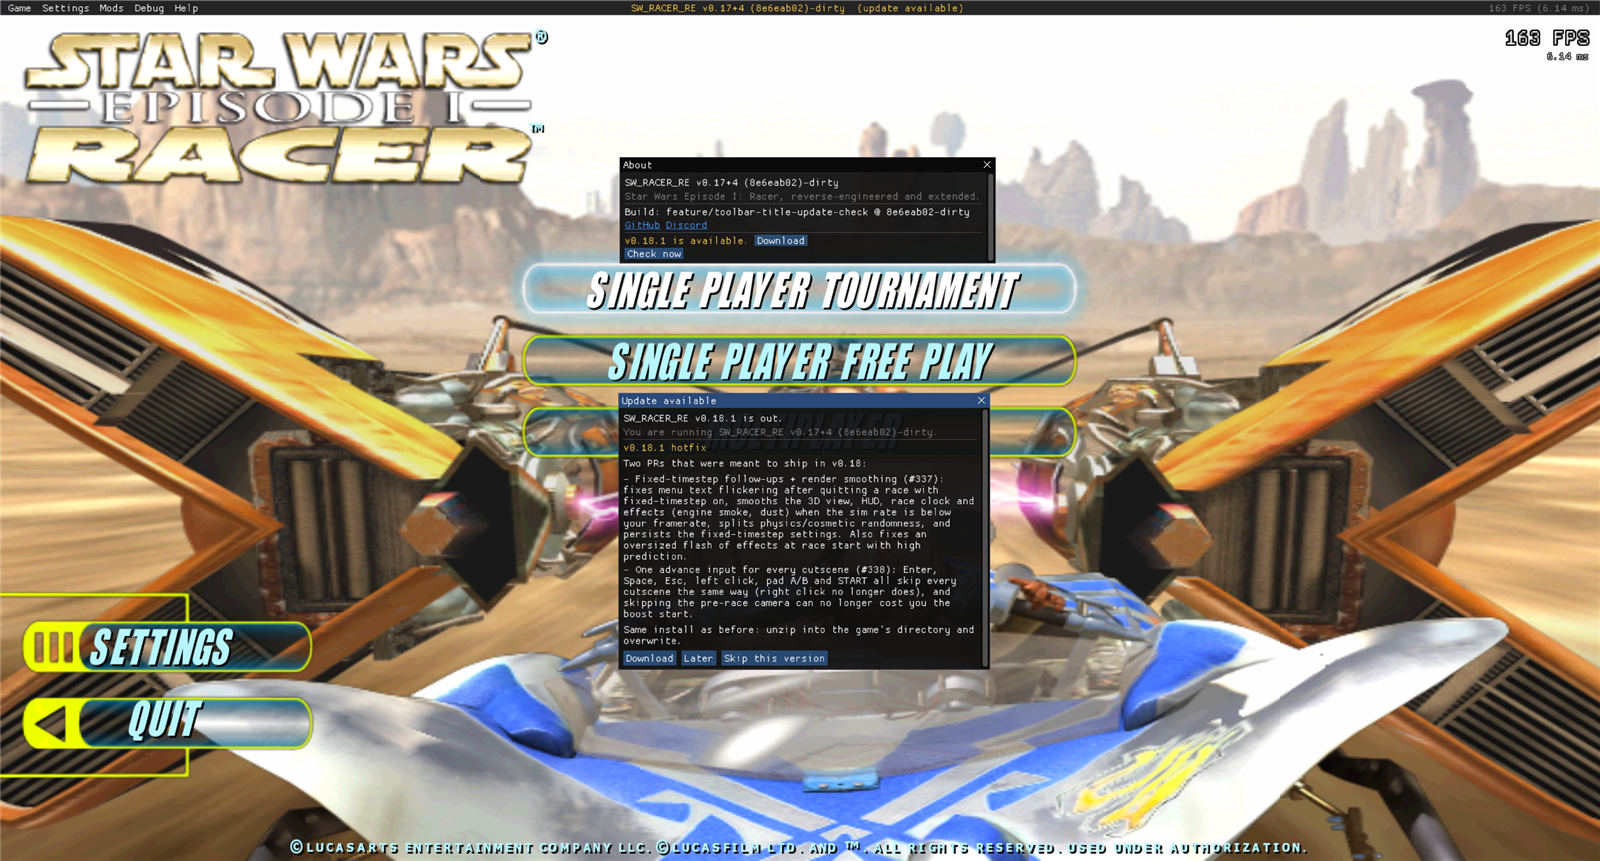 Game Settings Mods Debug Help
SW_RACER_RE v0.17+4 (8e6eab02)-dirty (update available)
163 FPS (6.14 ms)
163 FPS
6.14 ms
STAR WARS®
EPISODE I
RACER™
About
SW_RACER_RE v0.17+4 (8e6eab02)-dirty
Star Wars Episode I: Racer, reverse-engineered and extended.
Build: feature/toolbar-title-update-check @ 8e6eab02-dirty
GitHub Discord
v0.18.1 is available. Download
Check now
SINGLE PLAYER TOURNAMENT
SINGLE PLAYER FREE PLAY
Update available
SW_RACER_RE v0.18.1 is out.
You are running SW_RACER_RE v0.17+4 (8e6eab02)-dirty.
v0.18.1 hotfix
Two PRs that were meant to ship in v0.18:
- Fixed-timestep follow-ups + render smoothing (#337):
fixes menu text flickering after quitting a race with
fixed-timestep on, smooths the 3D view, HUD, race clock and
effects (engine smoke, dust) when the sim rate is below
your framerate, splits physics/cosmetic randomness, and
persists the fixed-timestep settings. Also fixes an
oversized flash of effects at race start with high
prediction.
- One advance input for every cutscene (#338): Enter,
Space, Esc, left click, pad A/B and START all skip every
cutscene the same way (right click no longer does), and
skipping the pre-race camera can no longer cost you the
boost start.
Same install as before: unzip into the game's directory and
overwrite.
Download Later Skip this version
SETTINGS
QUIT
©LUCASARTS ENTERTAINMENT COMPANY LLC. ©LUCASFILM LTD. AND ™. ALL RIGHTS RESERVED. USED UNDER AUTHORIZATION.